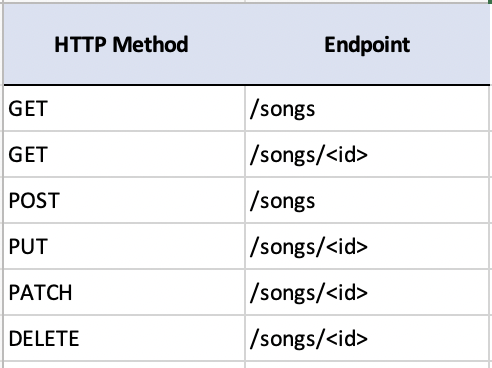 HTTP Method Endpoint
GET /songs
GET /songs/<id>
POST /songs
PUT /songs/<id>
PATCH /songs/<id>
DELETE /songs/<id>